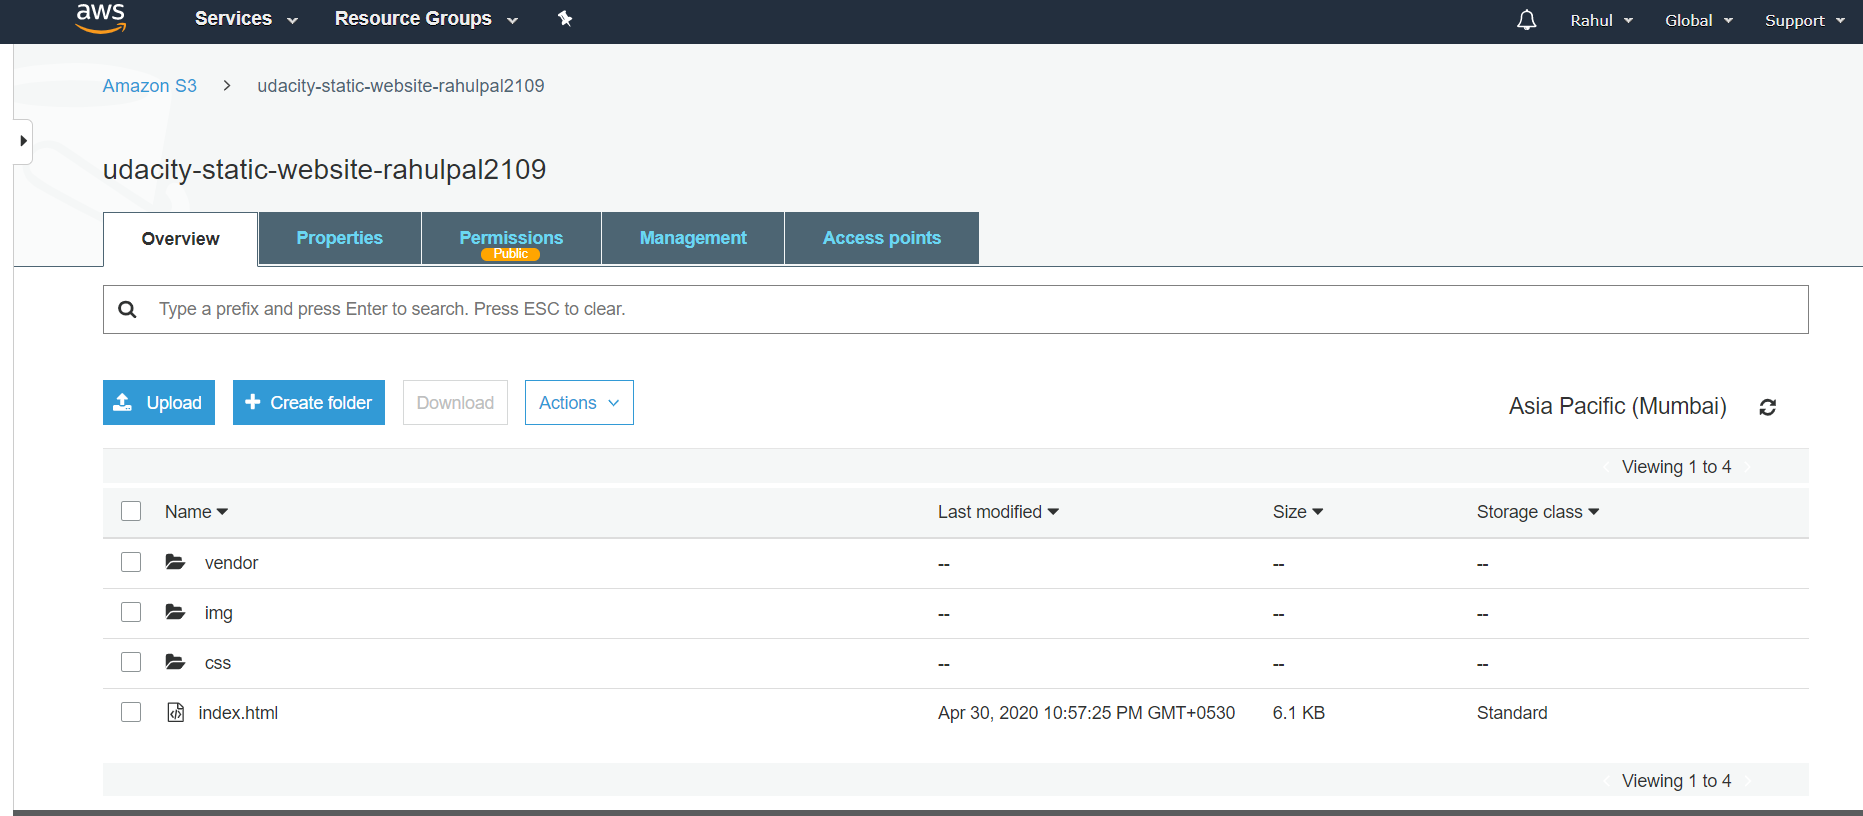 aws Services Resource Groups Rahul Global Support
Amazon S3 > udacity-static-website-rahulpal2109
udacity-static-website-rahulpal2109
Overview Properties Permissions Management Access points
Public
Type a prefix and press Enter to search. Press ESC to clear.
Upload Create folder Download Actions Asia Pacific (Mumbai)
Viewing 1 to 4
Name Last modified Size Storage class
vendor -- -- --
img -- -- --
css -- -- --
index.html Apr 30, 2020 10:57:25 PM GMT+0530 6.1 KB Standard
Viewing 1 to 4